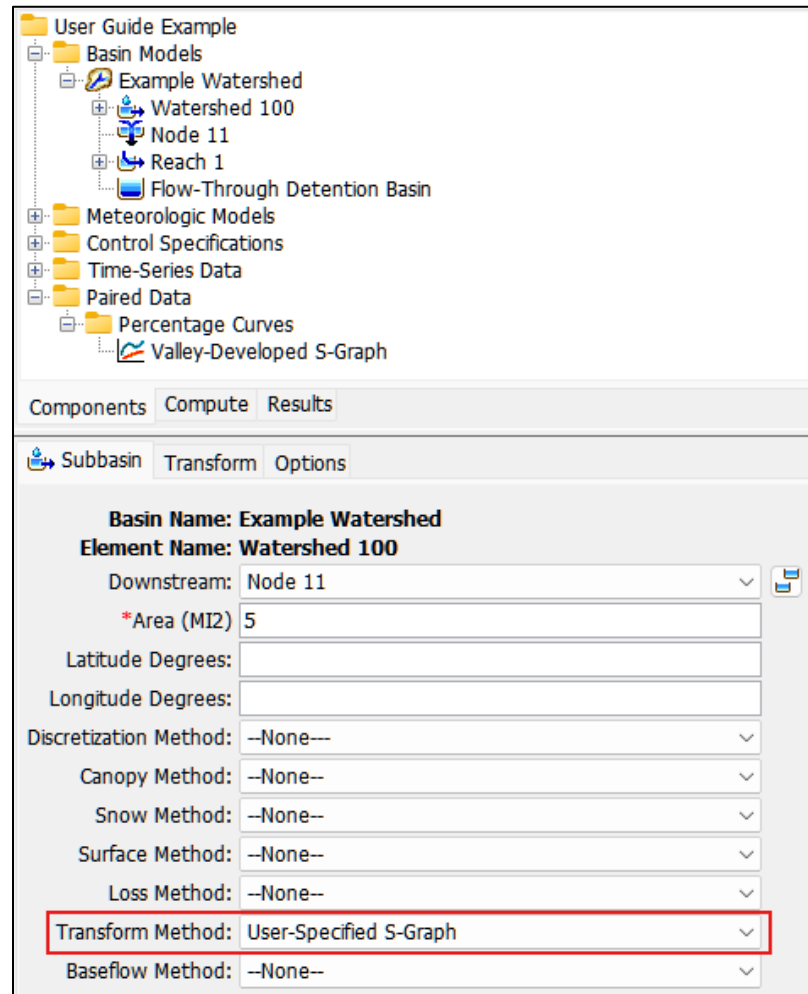 User Guide Example
Basin Models
Example Watershed
Watershed 100
Node 11
Reach 1
Flow-Through Detention Basin
Meteorologic Models
Control Specifications
Time-Series Data
Paired Data
Percentage Curves
Valley-Developed S-Graph
Components Compute Results
Subbasin Transform Options
Basin Name: Example Watershed
Element Name: Watershed 100
Downstream: Node 11
*Area (MI2) 5
Latitude Degrees:
Longitude Degrees:
Discretization Method: --None---
Canopy Method: --None--
Snow Method: --None--
Surface Method: --None--
Loss Method: --None--
Transform Method: User-Specified S-Graph
Baseflow Method: --None--